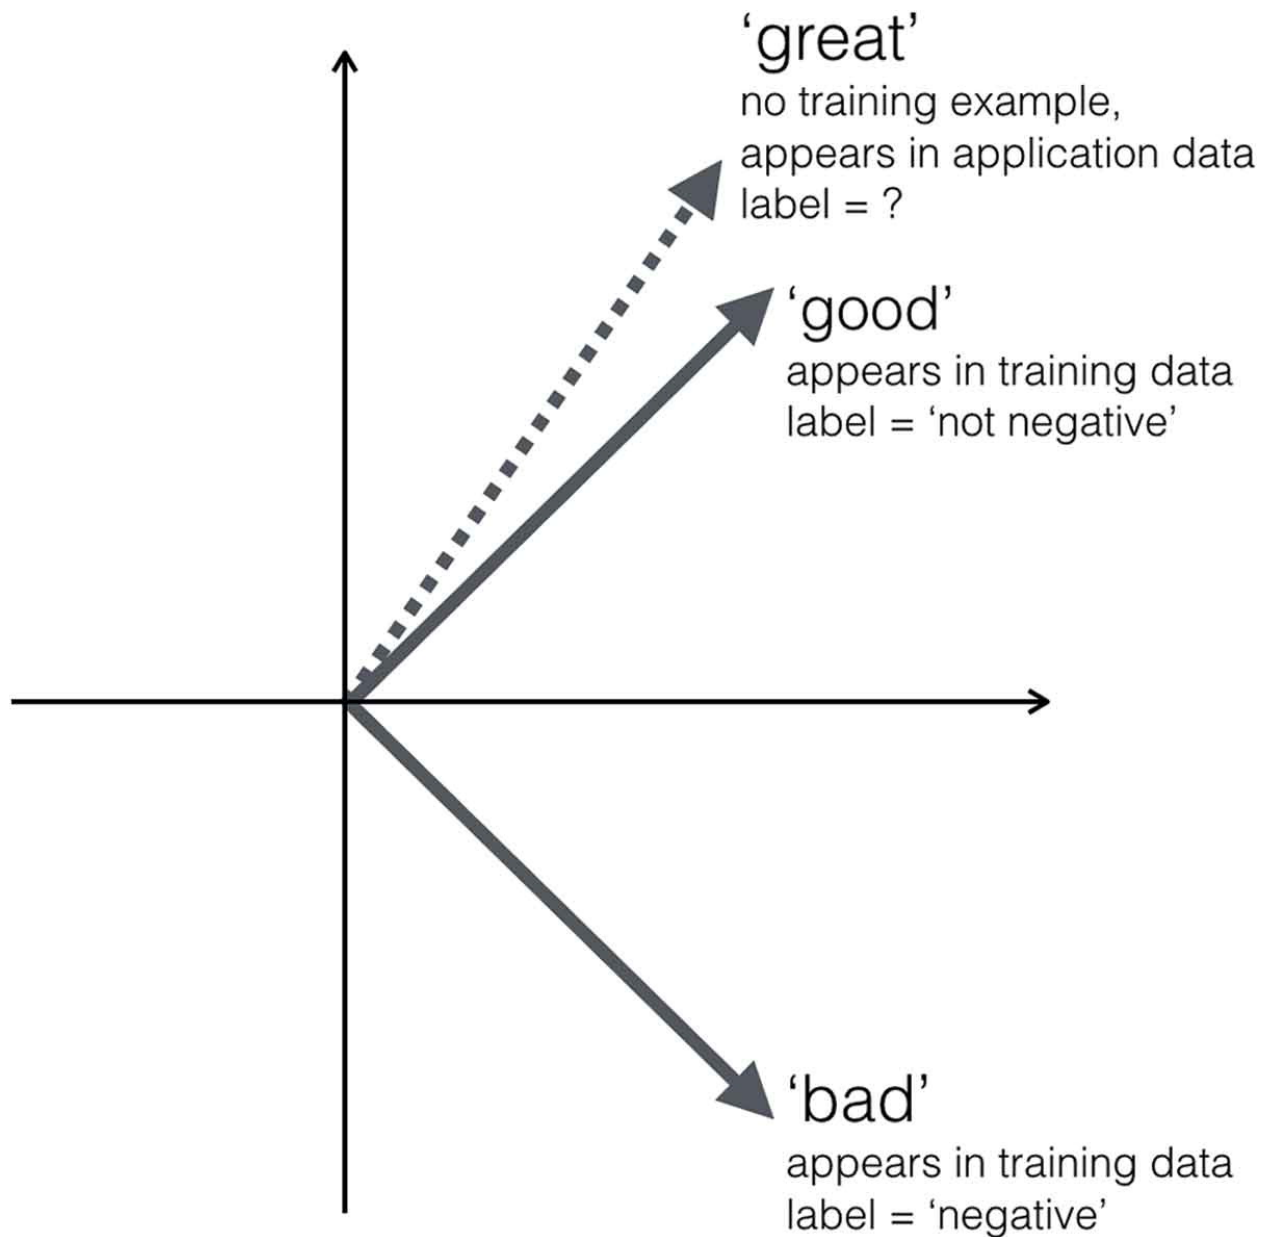 ‘great’
no training example,
appears in application data
label = ?
‘good’
appears in training data
label = ‘not negative’
‘bad’
appears in training data
label = ‘negative’